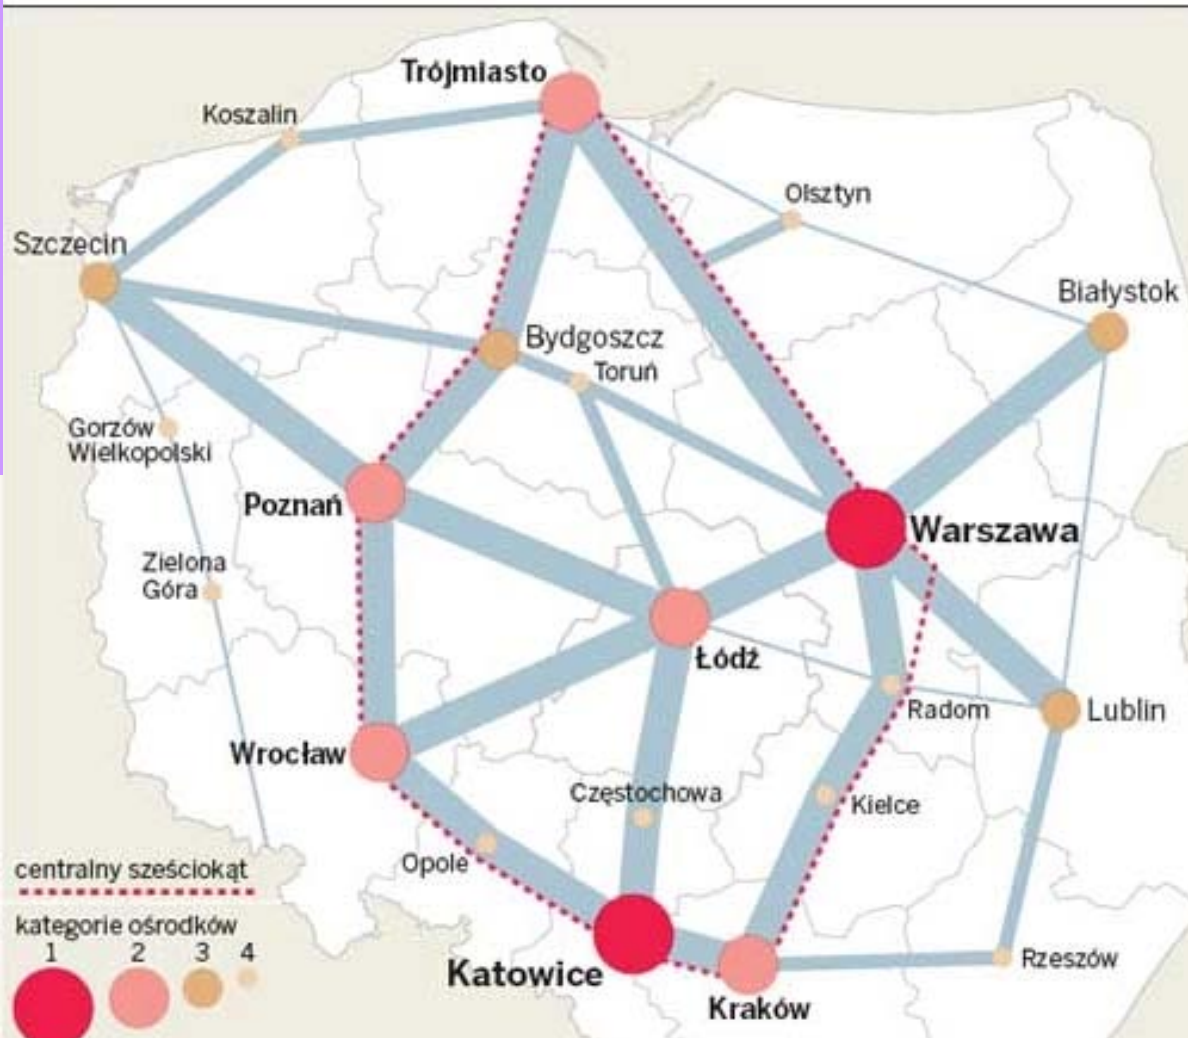 Trójmiasto
Koszalin
Olsztyn
Szczecin
Białystok
Bydgoszcz
Toruń
Gorzów
Wielkopolski
Poznań
Warszawa
Zielona
Góra
Łódź
Radom
Lublin
Wrocław
Częstochowa
Kielce
Opole
centralny sześciokąt
kategorie ośrodków
1 2 3 4
Katowice
Rzeszów
Kraków